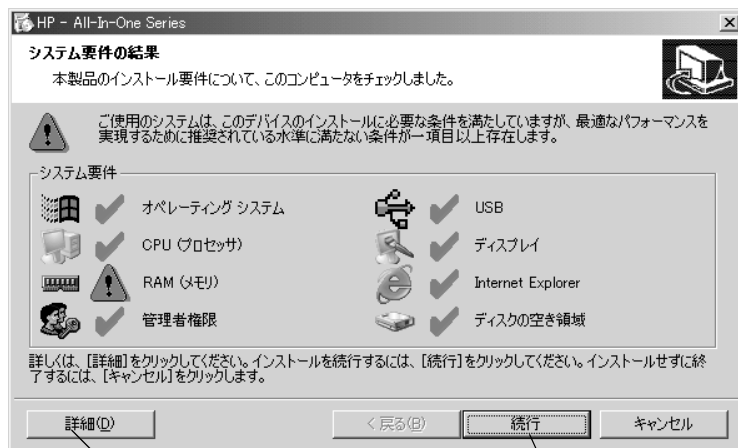 HP - All-In-One Series
システム要件の結果
本製品のインストール要件について、このコンピュータをチェックしました。
ご使用のシステムは、このデバイスのインストールに必要な条件を満たしていますが、最適なパフォーマンスを
実現するために推奨されている水準に満たない条件が一項目以上存在します。
システム要件
オペレーティング システム
USB
CPU (プロセッサ)
ディスプレイ
RAM (メモリ)
Internet Explorer
管理者権限
ディスクの空き領域
詳しくは、[詳細]をクリックしてください。インストールを続行するには、[続行]をクリックしてください。インストールせずに終
了するには、[キャンセル]をクリックします。
詳細(D)
< 戻る(B)
続行
キャンセル